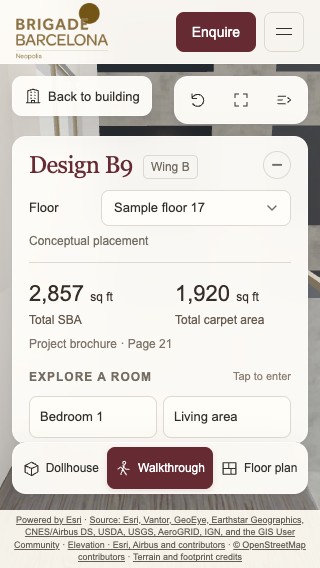 BRIGADE
BARCELONA
Neopolis
Enquire
Back to building
Design B9
Wing B
Floor
Sample floor 17
Conceptual placement
2,857 sq ft
1,920 sq ft
Total SBA
Total carpet area
Project brochure · Page 21
EXPLORE A ROOM
Tap to enter
Bedroom 1
Living area
Dollhouse
Walkthrough
Floor plan
Powered by Esri · Source: Esri, Vantor, GeoEye, Earthstar Geographics,
CNES/Airbus DS, USDA, USGS, AeroGRID, IGN, and the GIS User
Community · Elevation · Esri, Airbus and contributors · © OpenStreetMap
contributors · Terrain and footprint credits